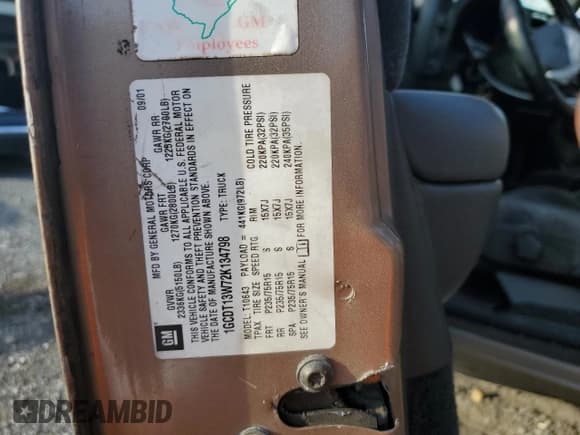 GM
Employees
GM
MFD BY GENERAL MOTORS CORP
09/01
GVWR GAWR FRT GAWR RR
2336KG(5150LB) 1270KG(2800LB) 1225KG(2700LB)
THIS VEHICLE CONFORMS TO ALL APPLICABLE U.S. FEDERAL MOTOR
VEHICLE SAFETY AND THEFT PREVENTION STANDARDS IN EFFECT ON
THE DATE OF MANUFACTURE SHOWN ABOVE.
1GCDT13W72K134798 TYPE: TRUCK
MODEL: T10643 PAYLOAD = 441KG(972LB)
TPAX TIRE SIZE SPEED RTG RIM COLD TIRE PRESSURE
FRT P235/75R15 S 15X7J 220KPA(32PSI)
RR P235/75R15 S 15X7J 220KPA(32PSI)
SPA P235/75R15 S 15X7J 240KPA(35PSI)
SEE OWNER'S MANUAL FOR MORE INFORMATION.
DREAMBID